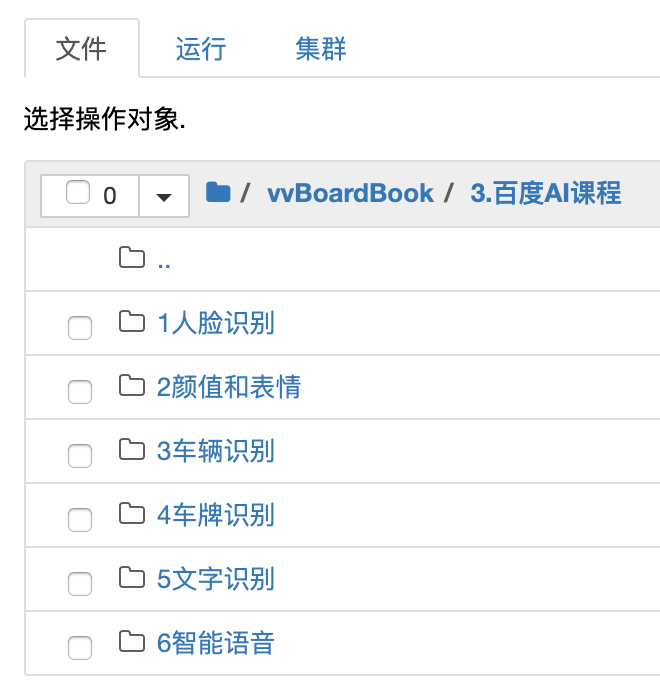 文件 运行 集群
选择操作对象.
0 / vvBoardBook / 3.百度AI课程
..
1人脸识别
2颜值和表情
3车辆识别
4车牌识别
5文字识别
6智能语音